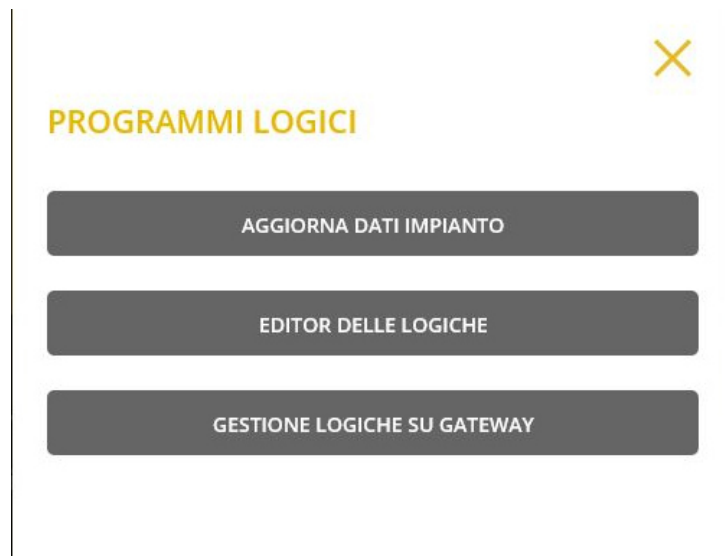 PROGRAMMI LOGICI
AGGIORNA DATI IMPIANTO
EDITOR DELLE LOGICHE
GESTIONE LOGICHE SU GATEWAY